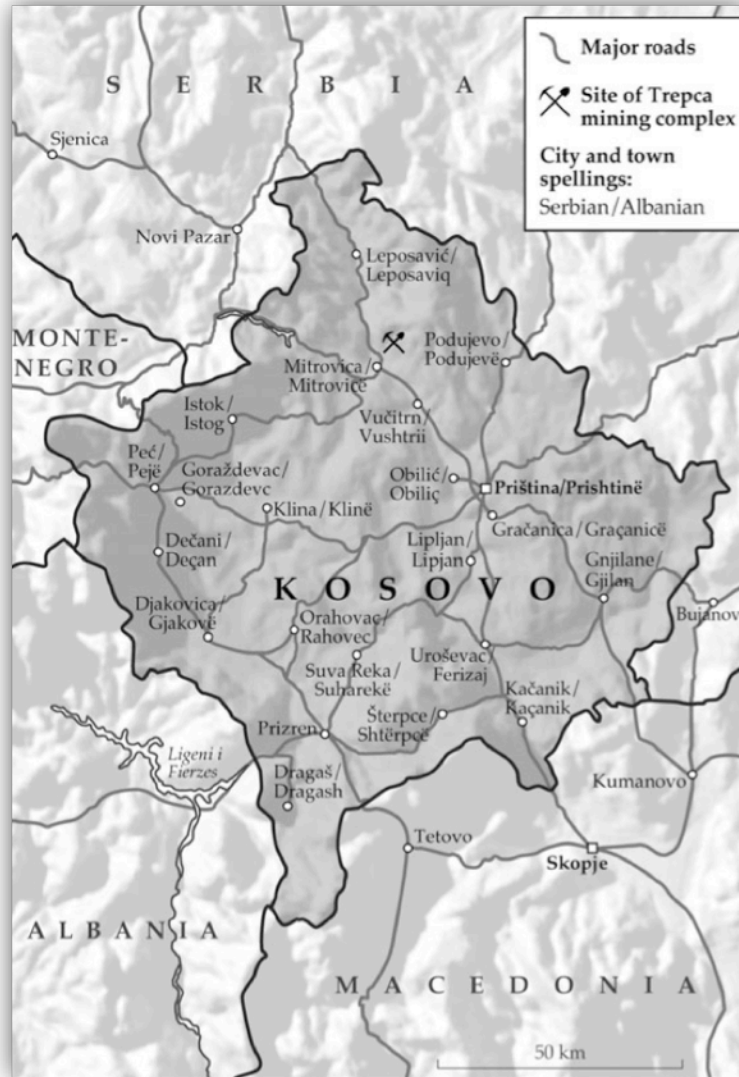 S E R B I A
Major roads
Site of Trepca
mining complex
City and town
spellings:
Serbian/Albanian
Sjenica
Novi Pazar
Leposavić/
Leposaviq
MONTE-
NEGRO
Mitrovica/
Mitrovicë
Podujevo/
Podujevë
Istok/
Istog
Vučitrn/
Vushtrii
Peć/
Pejë
Goraždevac/
Gorazdevc
Obilić/
Obiliç
Priština/Prishtinë
Klina/Klinë
Gračanica/Graçanicë
Dečani/
Deçan
Lipljan/
Lipjan
Gnjilane/
Gjilan
K O S O V O
Djakovica/
Gjakovë
Orahovac/
Rahovec
Bujanov
Suva Reka/
Suharekë
Uroševac/
Ferizaj
Kačanik/
Kaçanik
Prizren
Šterpce/
Shtërpcë
Ligeni i
Fierzes
Dragaš/
Dragash
Kumanovo
Tetovo
Skopje
A L B A N I A
M A C E D O N I A
50 km